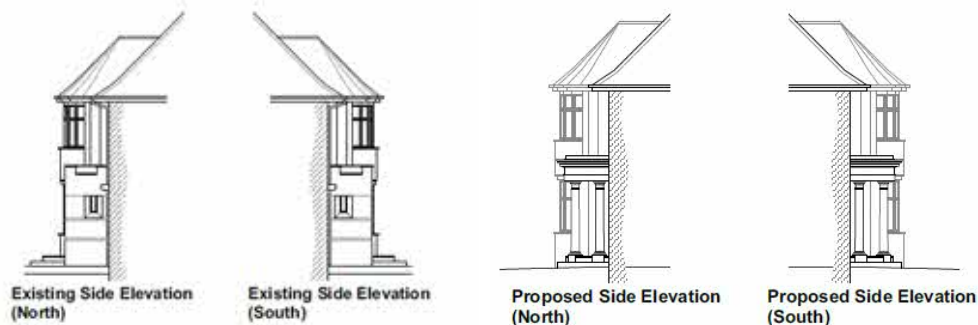 Existing Side Elevation
(North)
Existing Side Elevation
(South)
Proposed Side Elevation
(North)
Proposed Side Elevation
(South)